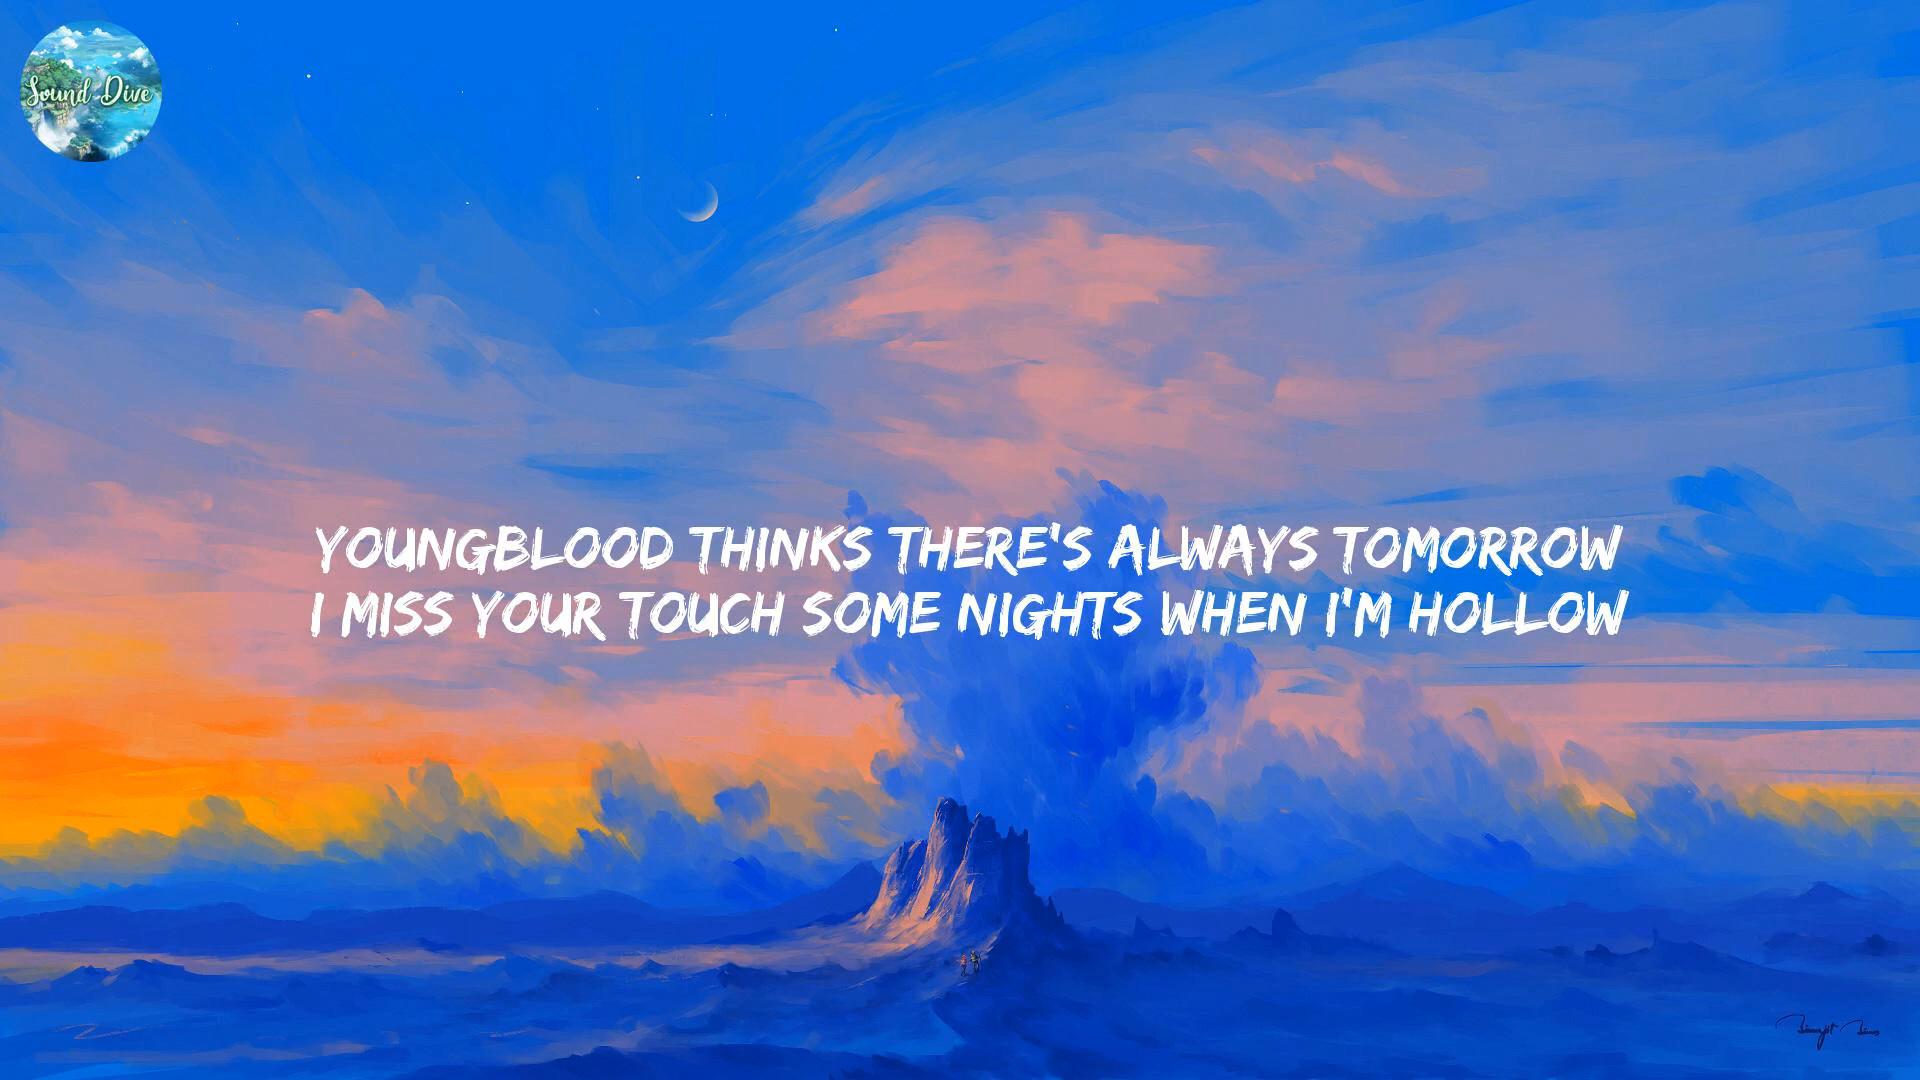 Sound Dive
YOUNGBLOOD THINKS THERE'S ALWAYS TOMORROW
I MISS YOUR TOUCH SOME NIGHTS WHEN I'M HOLLOW